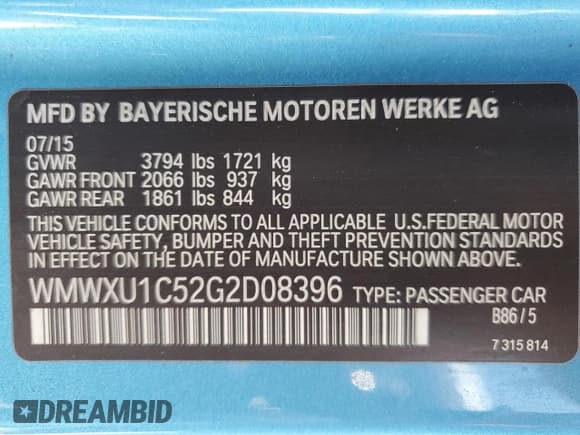 MFD BY BAYERISCHE MOTOREN WERKE AG
07/15
GVWR 3794 lbs 1721 kg
GAWR FRONT 2066 lbs 937 kg
GAWR REAR 1861 lbs 844 kg
THIS VEHICLE CONFORMS TO ALL APPLICABLE U.S.FEDERAL MOTOR
VEHICLE SAFETY, BUMPER AND THEFT PREVENTION STANDARDS
IN EFFECT ON THE DATE OF MANUFACTURE SHOWN ABOVE.
WMWXU1C52G2D08396 TYPE: PASSENGER CAR
B86/5
7 315 814
DREAMBID